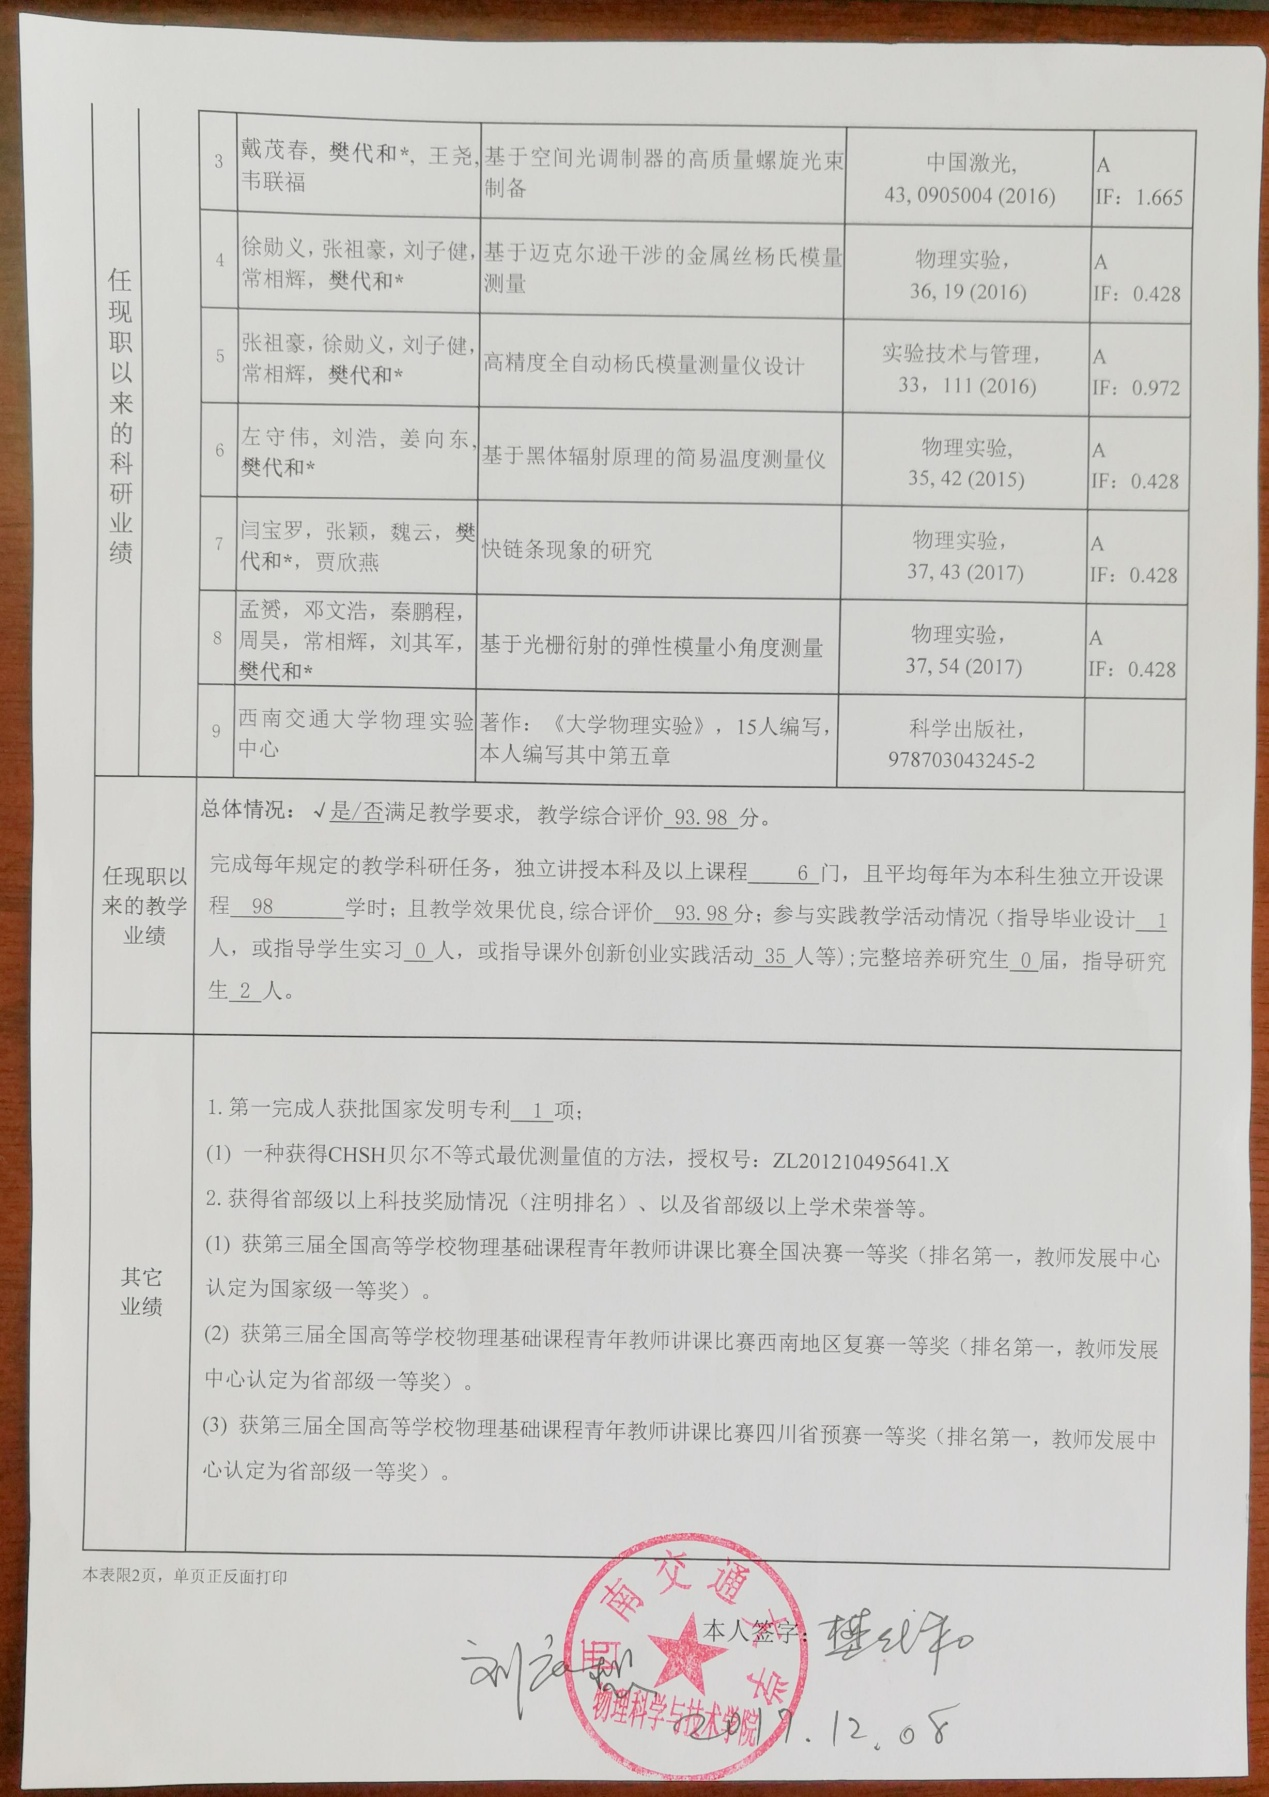 任现职以来的科研业绩
3
戴茂春, 樊代和*, 王尧,
韦联福
基于空间光调制器的高质量螺旋光束
制备
中国激光,
43, 0905004 (2016)
A
IF：1.665
4
徐勋义，张祖豪，刘子健，
常相辉，樊代和*
基于迈克尔逊干涉的金属丝杨氏模量
测量
物理实验，
36, 19 (2016)
A
IF：0.428
5
张祖豪，徐勋义，刘子健，
常相辉，樊代和*
高精度全自动杨氏模量测量仪设计
实验技术与管理，
33，111 (2016)
A
IF：0.972
6
左守伟, 刘浩, 姜向东,
樊代和*
基于黑体辐射原理的简易温度测量仪
物理实验,
35, 42 (2015)
A
IF：0.428
7
闫宝罗，张颖，魏云，樊
代和*，贾欣燕
快链条现象的研究
物理实验，
37, 43 (2017)
A
IF：0.428
8
孟赟，邓文浩，秦鹏程，
周昊，常相辉，刘其军，
樊代和*
基于光栅衍射的弹性模量小角度测量
物理实验，
37, 54 (2017)
A
IF：0.428
9
西南交通大学物理实验
中心
著作：《大学物理实验》，15人编写，
本人编写其中第五章
科学出版社，
978703043245-2
任现职以
来的教学
业绩
总体情况：√是/否满足教学要求, 教学综合评价 93.98 分。
完成每年规定的教学科研任务，独立讲授本科及以上课程 6 门，且平均每年为本科生独立开设课
程 98 学时；且教学效果优良,综合评价 93.98分；参与实践教学活动情况（指导毕业设计 1
人，或指导学生实习 0 人，或指导课外创新创业实践活动 35 人等);完整培养研究生 0 届，指导研究
生 2 人。
其它
业绩
1.第一完成人获批国家发明专利 1 项；
(1) 一种获得CHSH贝尔不等式最优测量值的方法，授权号：ZL201210495641.X
2.获得省部级以上科技奖励情况（注明排名）、以及省部级以上学术荣誉等。
(1) 获第三届全国高等学校物理基础课程青年教师讲课比赛全国决赛一等奖（排名第一，教师发展中心
认定为国家级一等奖）。
(2) 获第三届全国高等学校物理基础课程青年教师讲课比赛西南地区复赛一等奖（排名第一，教师发展
中心认定为省部级一等奖）。
(3) 获第三届全国高等学校物理基础课程青年教师讲课比赛四川省预赛一等奖（排名第一，教师发展中
心认定为省部级一等奖）。
本表限2页，单页正反面打印
西南交通大学
物理科学与技术学院
本人签字：樊代和
2017.12.08